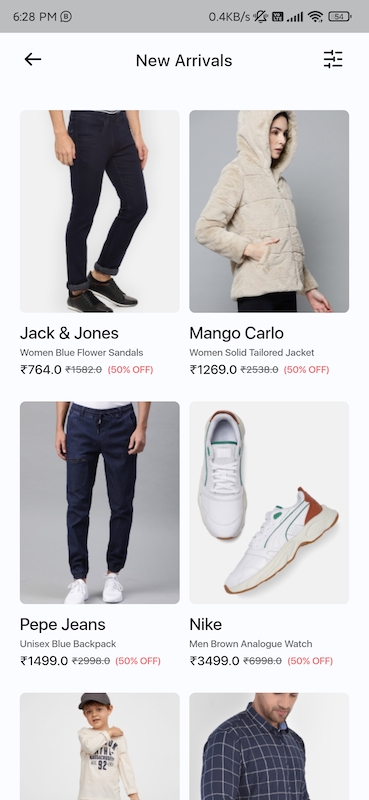 6:28 PM
0.4KB/s
54
New Arrivals
Jack & Jones
Women Blue Flower Sandals
₹764.0 ₹1582.0 (50% OFF)
Mango Carlo
Women Solid Tailored Jacket
₹1269.0 ₹2538.0 (50% OFF)
Pepe Jeans
Unisex Blue Backpack
₹1499.0 ₹2998.0 (50% OFF)
Nike
Men Brown Analogue Watch
₹3499.0 ₹6998.0 (50% OFF)
MASSACHUSETTS
92